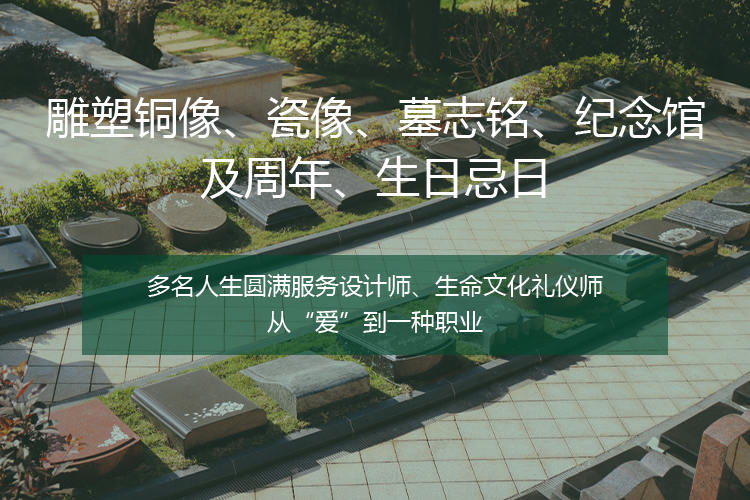 雕塑铜像、瓷像、墓志铭、纪念馆
及周年、生日忌日
多名人生圆满服务设计师、生命文化礼仪师
从“爱”到一种职业